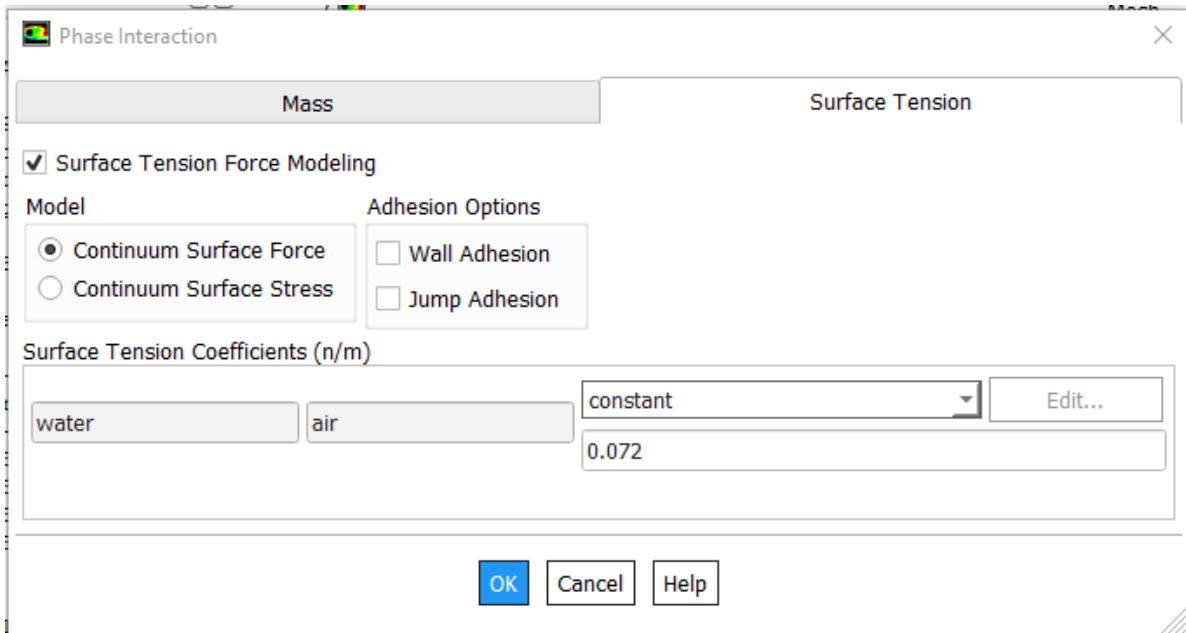 Phase Interaction
Mass
Surface Tension
Surface Tension Force Modeling
Model
Adhesion Options
Continuum Surface Force
Wall Adhesion
Continuum Surface Stress
Jump Adhesion
Surface Tension Coefficients (n/m)
water
air
constant
Edit...
0.072
OK
Cancel
Help